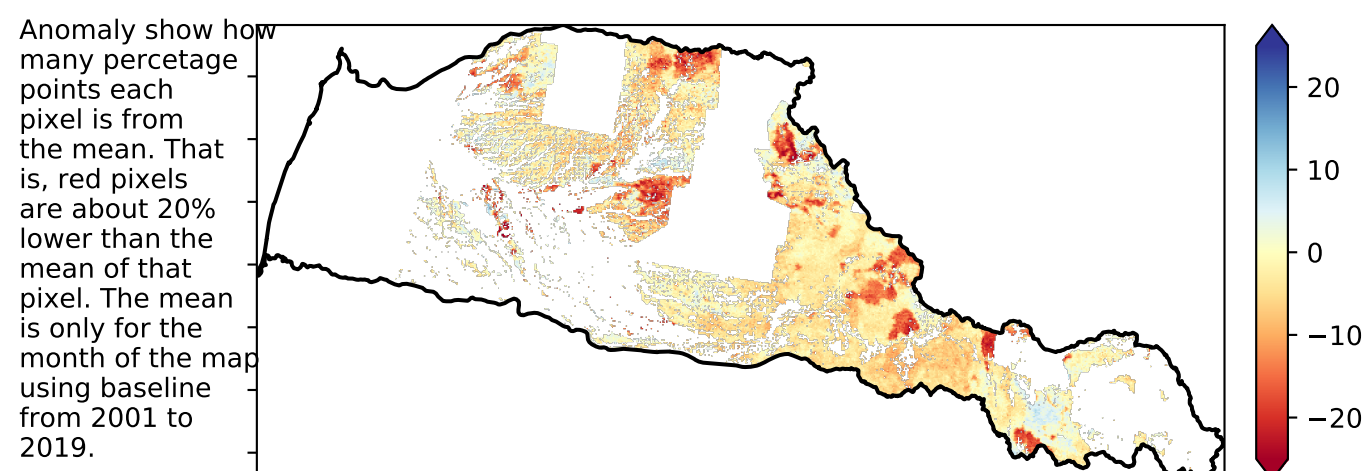 Anomaly show how
many percetage
points each
pixel is from
the mean. That
is, red pixels
are about 20%
lower than the
mean of that
pixel. The mean
is only for the
month of the map
using baseline
from 2001 to
2019.
20
10
0
−10
−20